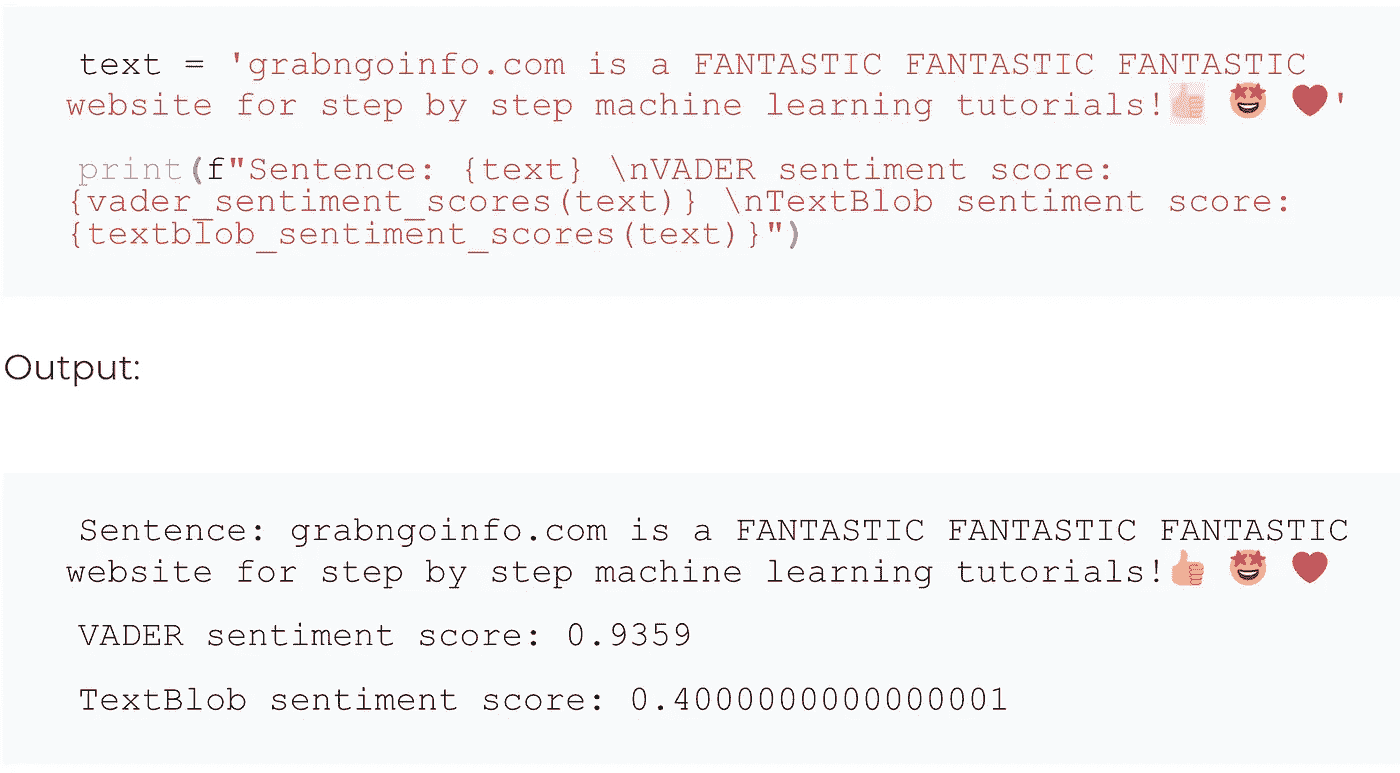 text = 'grabngoinfo.com is a FANTASTIC FANTASTIC FANTASTIC
website for step by step machine learning tutorials!👍 🤩 ❤️'
print(f"Sentence: {text} \nVADER sentiment score:
{vader_sentiment_scores(text)} \nTextBlob sentiment score:
{textblob_sentiment_scores(text)}")
Output:
Sentence: grabngoinfo.com is a FANTASTIC FANTASTIC FANTASTIC
website for step by step machine learning tutorials!👍 🤩 ❤️
VADER sentiment score: 0.9359
TextBlob sentiment score: 0.4000000000000001